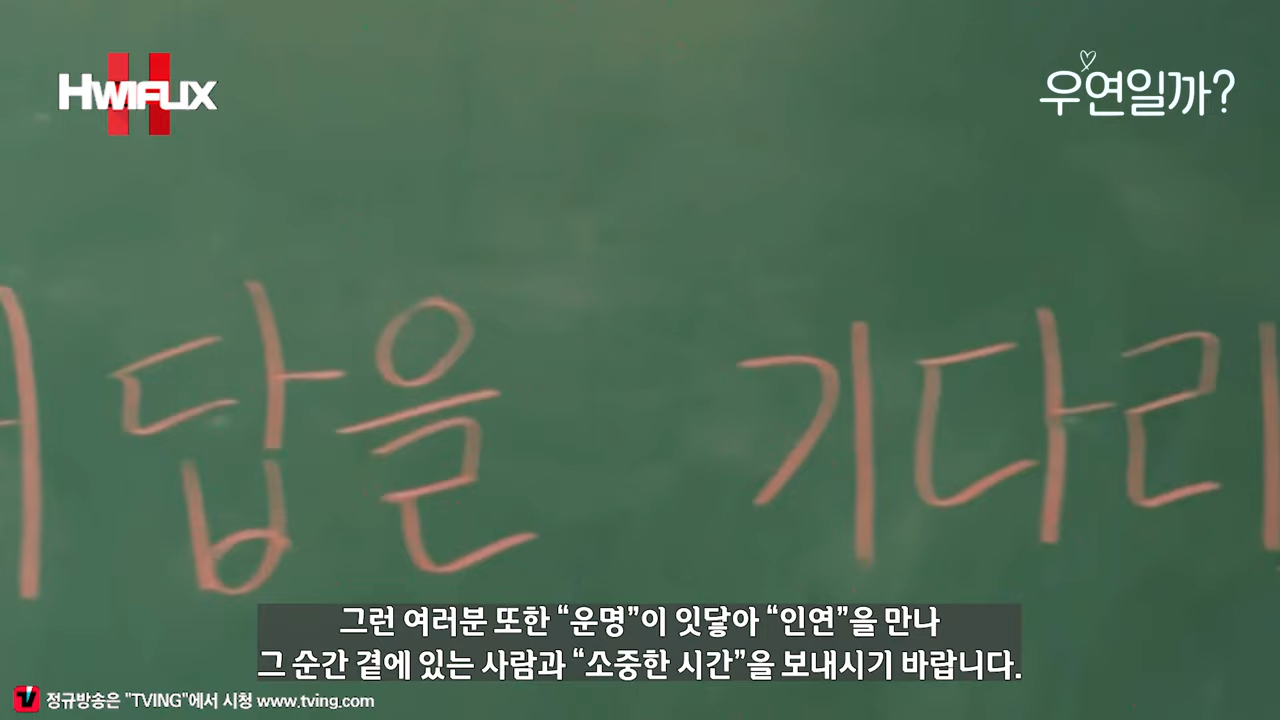 HWIFLIX
우연일까?
답을 기다리
그런 여러분 또한 “운명”이 잇닿아 “인연”을 만나
그 순간 곁에 있는 사람과 “소중한 시간”을 보내시기 바랍니다.
정규방송은 "TVING"에서 시청 www.tving.com